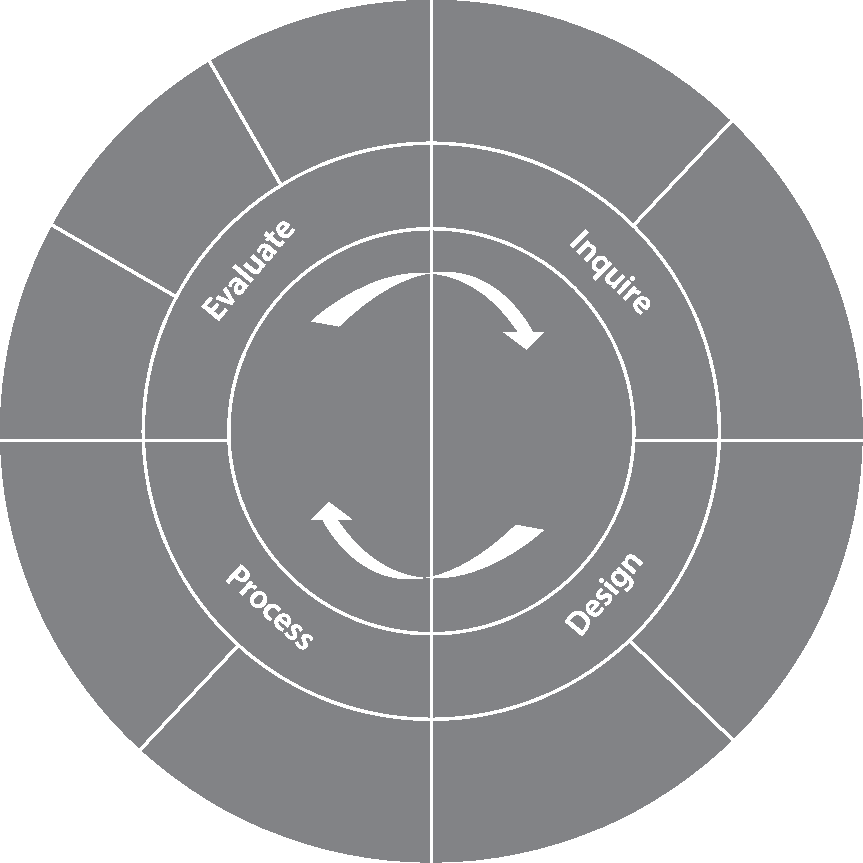 Evaluate
Inquire
Process
Design